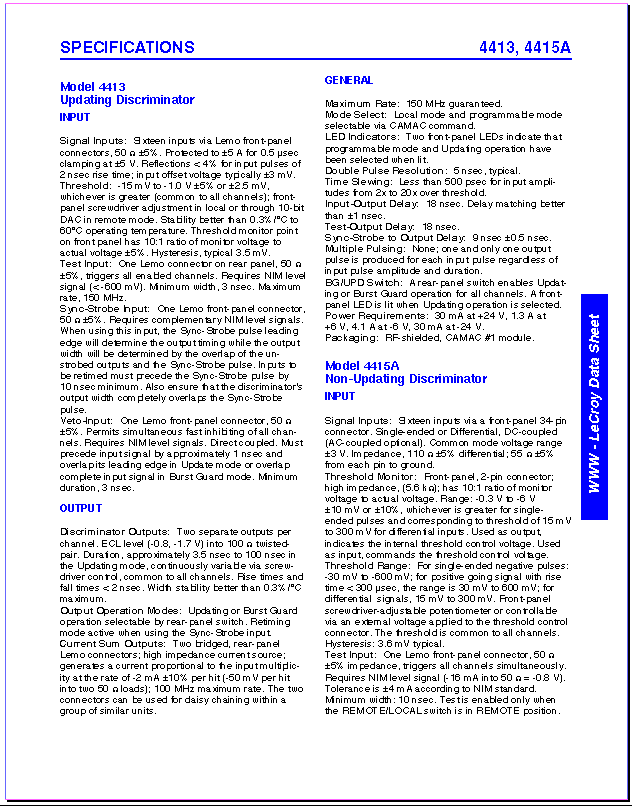 SPECIFICATIONS
4413, 4415A
Model 4413
Updating Discriminator
INPUT
Signal Inputs: Sixteen inputs via Lemo front-panel
connectors, 50 Ω ±5%. Protected to ±5 A for 0.5 µsec
clamping at ±5 V. Reflections < 4% for input pulses of
2 nsec rise time; input offset voltage typically ±3 mV.
Threshold: -15 mV to -1.0 V ±5% or ±2.5 mV,
whichever is greater (common to all channels); front-
panel screwdriver adjustment in local or through 10-bit
DAC in remote mode. Stability better than 0.3%/°C to
60°C operating temperature. Threshold monitor point
on front panel has 10:1 ratio of monitor voltage to
actual voltage ±5%. Hysteresis, typical 3.5 mV.
Test Input: One Lemo connector on rear panel, 50 Ω
±5%, triggers all enabled channels. Requires NIM level
signal (<-600 mV). Minimum width, 3 nsec. Maximum
rate, 150 MHz.
Sync-Strobe Input: One Lemo front-panel connector,
50 Ω ±5%. Requires complementary NIM level signals.
When using this input, the Sync-Strobe pulse leading
edge will determine the output timing while the output
width will be determined by the overlap of the un-
strobed outputs and the Sync-Strobe pulse. Inputs to
be retimed must precede the Sync-Strobe pulse by
10 nsec minimum. Also ensure that the discriminator's
output width completely overlaps the Sync-Strobe
pulse.
Veto-Input: One Lemo front-panel connector, 50 Ω
±5%. Permits simultaneous fast inhibiting of all chan-
nels. Requires NIM level signals. Direct coupled. Must
precede input signal by approximately 1 nsec and
overlap its leading edge in Update mode or overlap
complete input signal in Burst Guard mode. Minimum
duration, 3 nsec.
OUTPUT
Discriminator Outputs: Two separate outputs per
channel. ECL level (-0.8, -1.7 V) into 100 Ω twisted-
pair. Duration, approximately 3.5 nsec to 100 nsec in
the Updating mode, continuously variable via screw-
driver control, common to all channels. Rise times and
fall times < 2 nsec. Width stability better than 0.3%/°C
maximum.
Output Operation Modes: Updating or Burst Guard
operation selectable by rear-panel switch. Retiming
mode active when using the Sync-Strobe input.
Current Sum Outputs: Two bridged, rear-panel
Lemo connectors; high impedance current source;
generates a current proportional to the input multiplic-
ity at the rate of -2 mA ±10% per hit (-50 mV per hit
into two 50 Ω loads); 100 MHz maximum rate. The two
connectors can be used for daisy chaining within a
group of similar units.
GENERAL
Maximum Rate: 150 MHz guaranteed.
Mode Select: Local mode and programmable mode
selectable via CAMAC command.
LED Indicators: Two front-panel LEDs indicate that
programmable mode and Updating operation have
been selected when lit.
Double Pulse Resolution: 5 nsec, typical.
Time Slewing: Less than 500 psec for input ampli-
tudes from 2x to 20x over threshold.
Input-Output Delay: 18 nsec. Delay matching better
than ±1 nsec.
Test-Output Delay: 18 nsec.
Sync-Strobe to Output Delay: 9 nsec ±0.5 nsec.
Multiple Pulsing: None; one and only one output
pulse is produced for each input pulse regardless of
input pulse amplitude and duration.
BG/UPD Switch: A rear-panel switch enables Updat-
ing or Burst Guard operation for all channels. A front-
panel LED is lit when Updating operation is selected.
Power Requirements: 30 mA at +24 V, 1.3 A at
+6 V, 4.1 A at -6 V, 30 mA at -24 V.
Packaging: RF-shielded, CAMAC #1 module.
Model 4415A
Non-Updating Discriminator
INPUT
Signal Inputs: Sixteen inputs via a front-panel 34-pin
connector. Single-ended or Differential, DC-coupled
(AC-coupled optional). Common mode voltage range
±3 V. Impedance, 110 Ω ±5% differential; 55 Ω ±5%
from each pin to ground.
Threshold Monitor: Front-panel, 2-pin connector;
high impedance, (5.6 kΩ); has 10:1 ratio of monitor
voltage to actual voltage. Range: -0.3 V to -6 V
±10 mV or ±10%, whichever is greater for single-
ended pulses and corresponding to threshold of 15 mV
to 300 mV for differential inputs. Used as output,
indicates the internal threshold control voltage. Used
as input, commands the threshold control voltage.
Threshold Range: For single-ended negative pulses:
-30 mV to -600 mV; for positive going signal with rise
time < 300 µsec, the range is 30 mV to 600 mV; for
differential signals, 15 mV to 300 mV. Front-panel
screwdriver-adjustable potentiometer or controllable
via an external voltage applied to the threshold control
connector. The threshold is common to all channels.
Hysteresis: 3.6 mV typical.
Test Input: One Lemo front-panel connector, 50 Ω
±5% impedance, triggers all channels simultaneously.
Requires NIM level signal (-16 mA into 50 Ω = -0.8 V).
Tolerance is ±4 mA according to NIM standard.
Minimum width: 10 nsec. Test is enabled only when
the REMOTE/LOCAL switch is in REMOTE position.
WWW - LeCroy Data Sheet